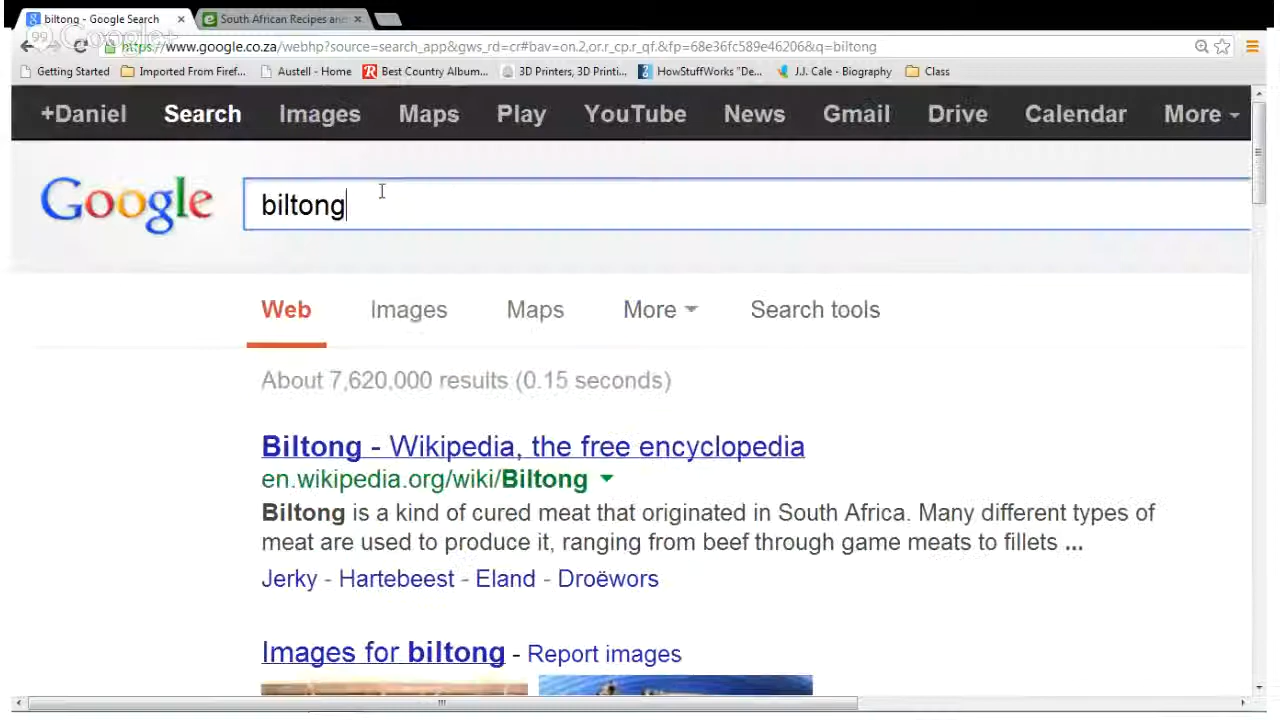 biltong - Google Search
South African Recipes and
99 Google+
https://www.google.co.za/webhp?source=search_app&gws_rd=cr#bav=on.2,or.r_cp.r_qf.&fp=68e36fc589e46206&q=biltong
Getting Started Imported From Firef... Austell - Home Best Country Album... 3D Printers, 3D Printi... HowStuffWorks "De... J.J. Cale - Biography Class
+Daniel Search Images Maps Play YouTube News Gmail Drive Calendar More
Google biltong
Web Images Maps More Search tools
About 7,620,000 results (0.15 seconds)
Biltong - Wikipedia, the free encyclopedia
en.wikipedia.org/wiki/Biltong
Biltong is a kind of cured meat that originated in South Africa. Many different types of
meat are used to produce it, ranging from beef through game meats to fillets ...
Jerky - Hartebeest - Eland - Droëwors
Images for biltong - Report images